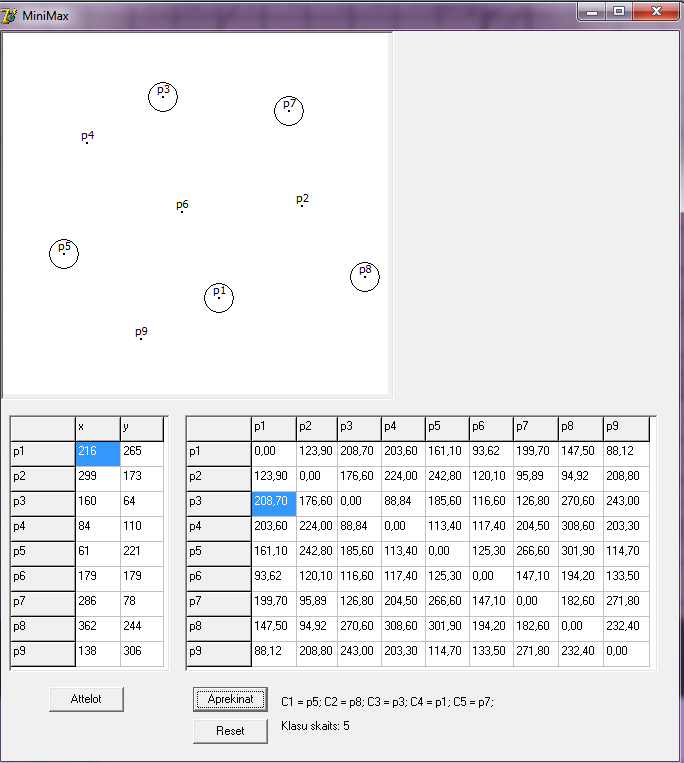 MiniMax
p3
p7
p4
p2
p6
p5
p8
p1
p9
x y
p1 216 265
p2 299 173
p3 160 64
p4 84 110
p5 61 221
p6 179 179
p7 286 78
p8 362 244
p9 138 306
p1 p2 p3 p4 p5 p6 p7 p8 p9
p1 0,00 123,90 208,70 203,60 161,10 93,62 199,70 147,50 88,12
p2 123,90 0,00 176,60 224,00 242,80 120,10 95,89 94,92 208,80
p3 208,70 176,60 0,00 88,84 185,60 116,60 126,80 270,60 243,00
p4 203,60 224,00 88,84 0,00 113,40 117,40 204,50 308,60 203,30
p5 161,10 242,80 185,60 113,40 0,00 125,30 266,60 301,90 114,70
p6 93,62 120,10 116,60 117,40 125,30 0,00 147,10 194,20 133,50
p7 199,70 95,89 126,80 204,50 266,60 147,10 0,00 182,60 271,80
p8 147,50 94,92 270,60 308,60 301,90 194,20 182,60 0,00 232,40
p9 88,12 208,80 243,00 203,30 114,70 133,50 271,80 232,40 0,00
Attelot
Aprekinat
C1 = p5; C2 = p8; C3 = p3; C4 = p1; C5 = p7;
Reset
Klasu skaits: 5